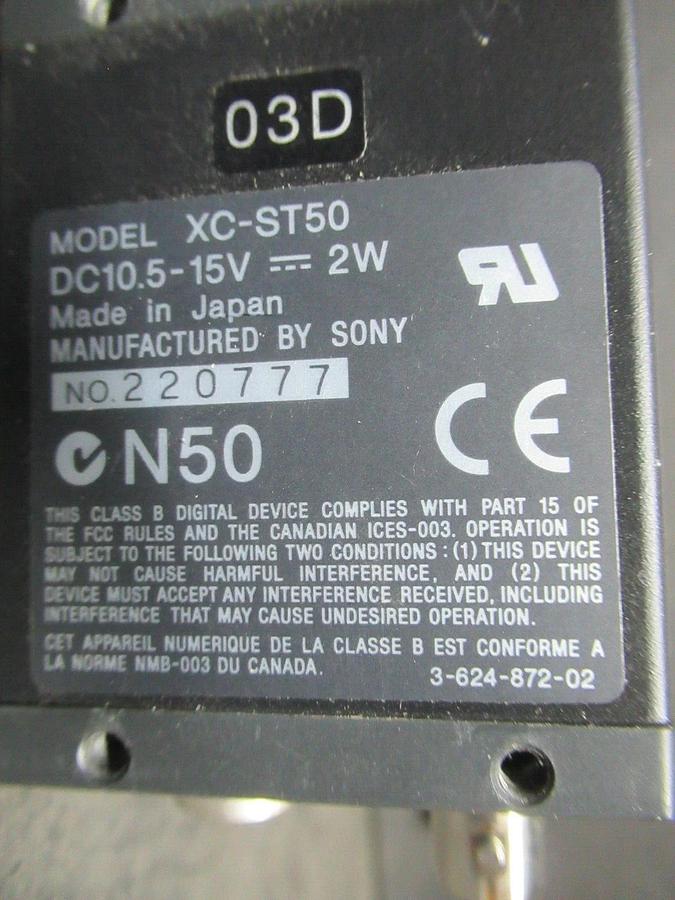 03D
MODEL XC-ST50
DC10.5-15V ⎓ 2W
Made in Japan
MANUFACTURED BY SONY
NO. 220777
N50
CE
THIS CLASS B DIGITAL DEVICE COMPLIES WITH PART 15 OF
THE FCC RULES AND THE CANADIAN ICES-003. OPERATION IS
SUBJECT TO THE FOLLOWING TWO CONDITIONS : (1) THIS DEVICE
MAY NOT CAUSE HARMFUL INTERFERENCE, AND (2) THIS
DEVICE MUST ACCEPT ANY INTERFERENCE RECEIVED, INCLUDING
INTERFERENCE THAT MAY CAUSE UNDESIRED OPERATION.
CET APPAREIL NUMERIQUE DE LA CLASSE B EST CONFORME A
LA NORME NMB-003 DU CANADA.
3-624-872-02